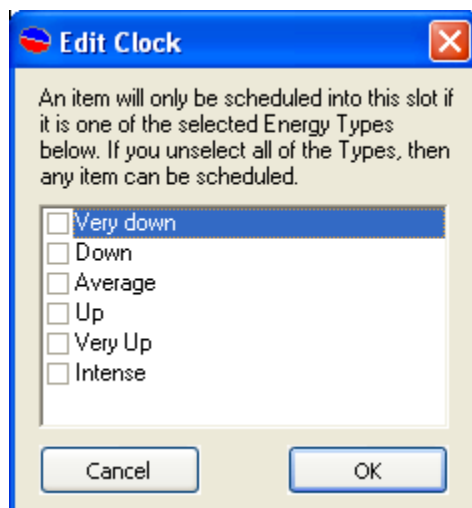 Edit Clock
An item will only be scheduled into this slot if
it is one of the selected Energy Types
below. If you unselect all of the Types, then
any item can be scheduled.
Very down
Down
Average
Up
Very Up
Intense
Cancel OK